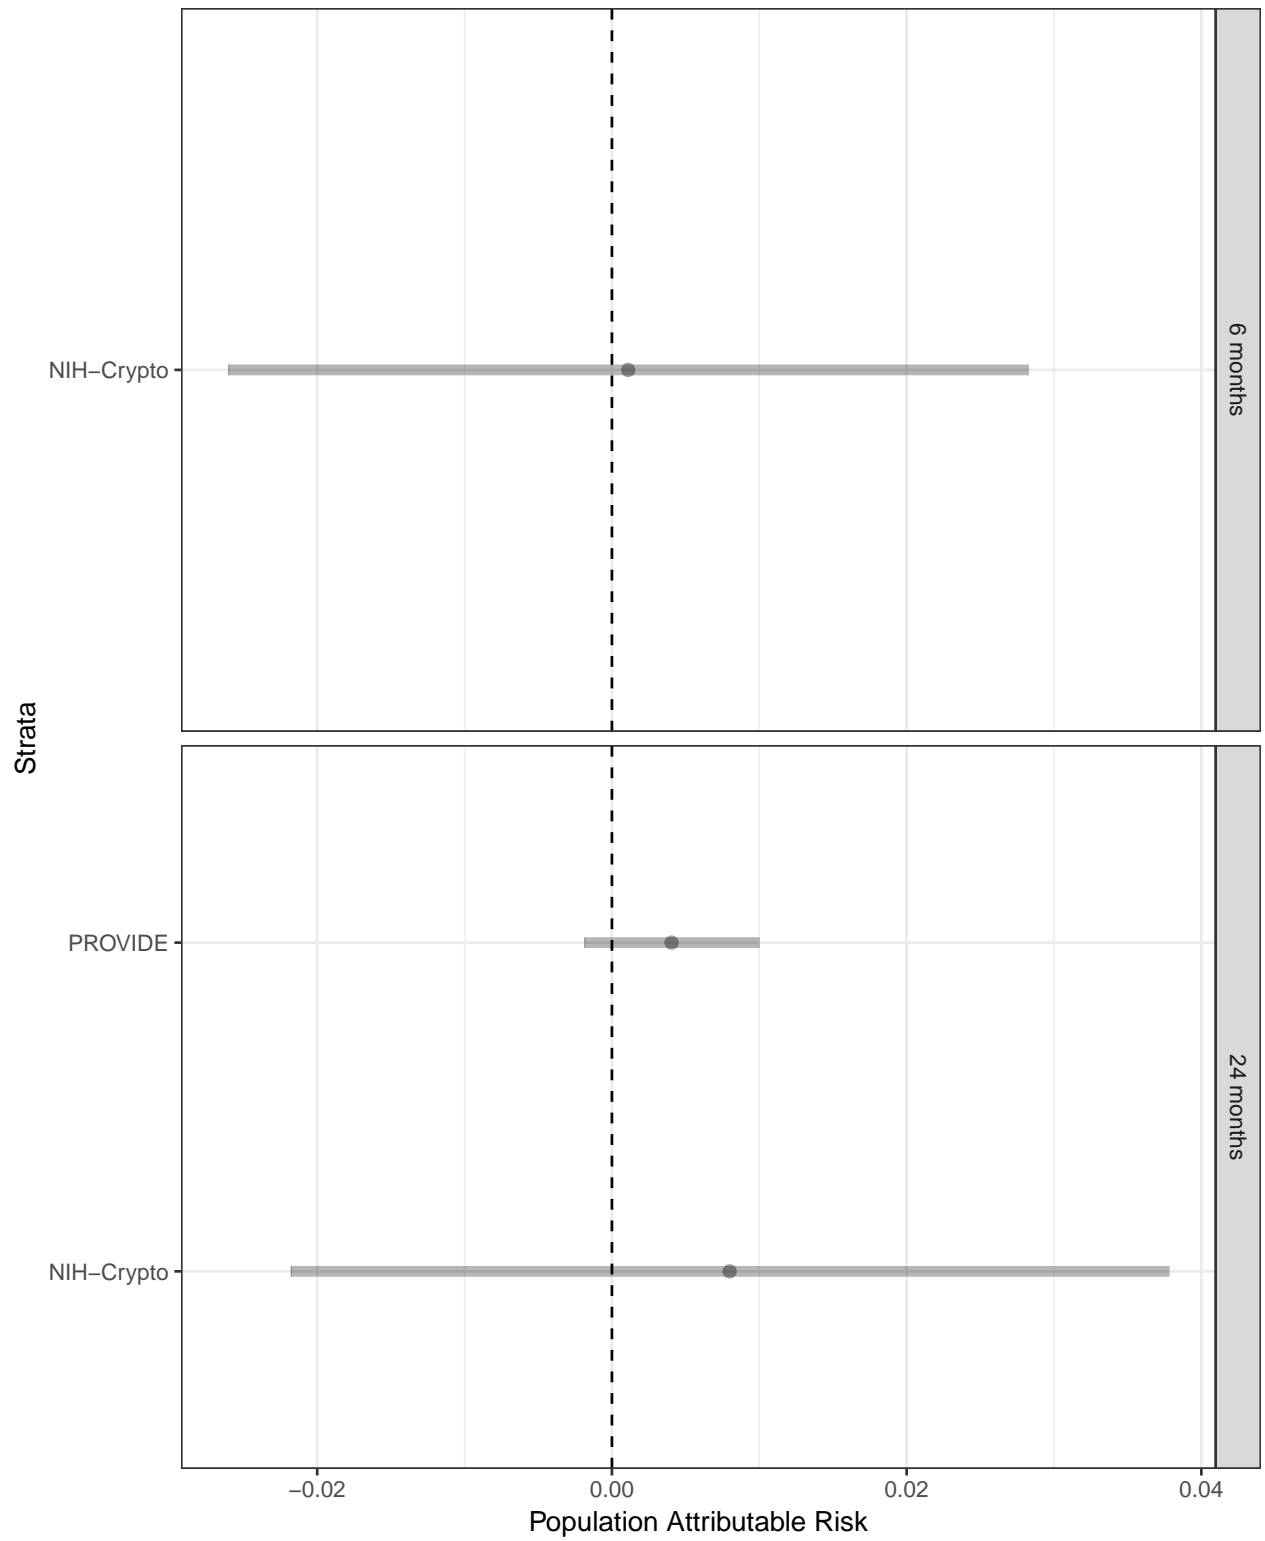 Strata
NIH−Crypto
6 months
PROVIDE
NIH−Crypto
24 months
−0.02
0.00
0.02
0.04
Population Attributable Risk